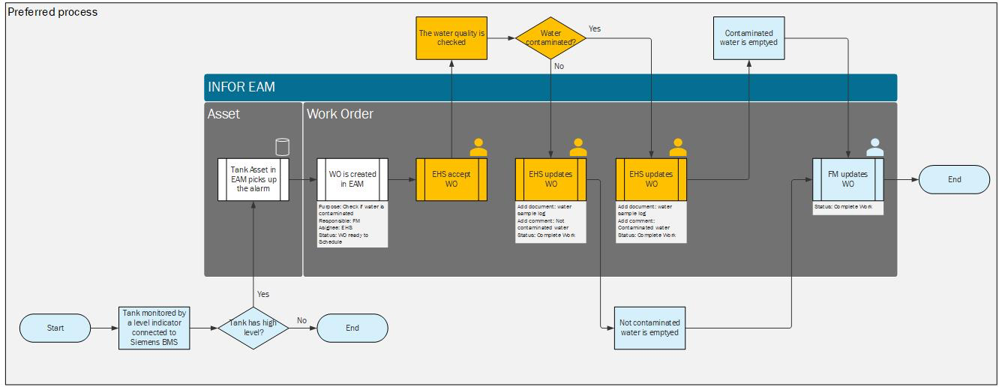 Preferred process
The water quality is
checked
Water
contaminated?
Yes
No
Contaminated
water is emptyed
INFOR EAM
Asset
Work Order
Tank Asset in
EAM picks up
the alarm
WO is created
in EAM
Purpose: Check if water is
contaminated
Responsible: FM
Asignee: EHS
Status: WO ready to
Schedule
EHS accept
WO
EHS updates
WO
Add document: water
sample log
Add comment: Not
contaminated water
Status: Complete Work
EHS updates
WO
Add document: water
sample log
Add comment:
Contaminated water
Status: Complete Work
FM updates
WO
Status: Complete Work
End
Yes
Start
Tank monitored by
a level indicator
connected to
Siemens BMS
Tank has high
level?
No
End
Not contaminated
water is emptyed